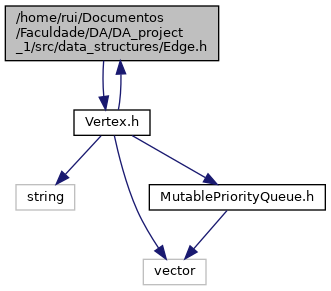 /home/rui/Documentos
/Faculdade/DA/DA_project
_1/src/data_structures/Edge.h
Vertex.h
string
MutablePriorityQueue.h
vector